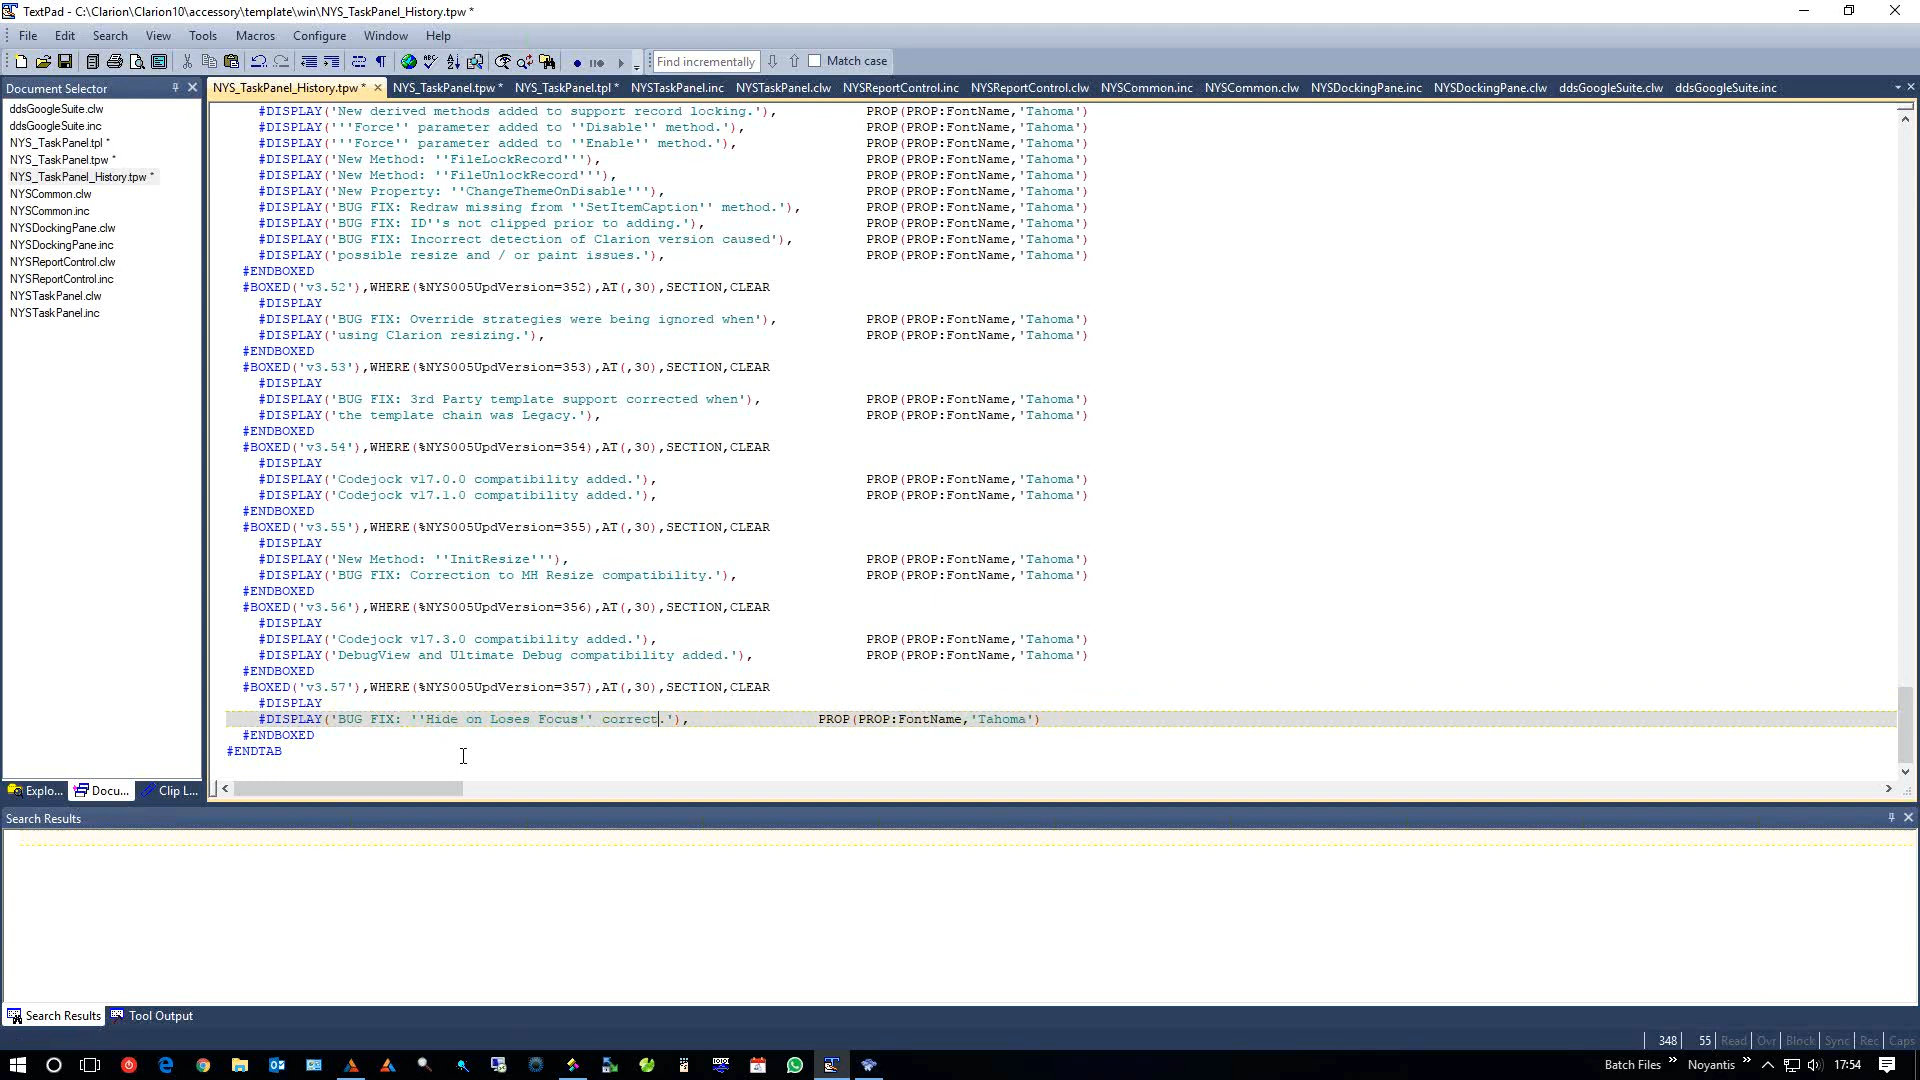 TextPad - C:\Clarion\Clarion10\accessory\template\win\NYS_TaskPanel_History.tpw *
File Edit Search View Tools Macros Configure Window Help
Find incrementally Match case
Document Selector
NYS_TaskPanel_History.tpw * NYS_TaskPanel.tpw * NYS_TaskPanel.tpl * NYSTaskPanel.inc NYSTaskPanel.clw NYSReportControl.inc NYSReportControl.clw NYSCommon.inc NYSCommon.clw NYSDockingPane.inc NYSDockingPane.clw ddsGoogleSuite.clw ddsGoogleSuite.inc
ddsGoogleSuite.clw
ddsGoogleSuite.inc
NYS_TaskPanel.tpl *
NYS_TaskPanel.tpw *
NYS_TaskPanel_History.tpw *
NYSCommon.clw
NYSCommon.inc
NYSDockingPane.clw
NYSDockingPane.inc
NYSReportControl.clw
NYSReportControl.inc
NYSTaskPanel.clw
NYSTaskPanel.inc
#DISPLAY('New derived methods added to support record locking.'), PROP(PROP:FontName,'Tahoma')
#DISPLAY('''Force'' parameter added to ''Disable'' method.'), PROP(PROP:FontName,'Tahoma')
#DISPLAY('''Force'' parameter added to ''Enable'' method.'), PROP(PROP:FontName,'Tahoma')
#DISPLAY('New Method: ''FileLockRecord'''), PROP(PROP:FontName,'Tahoma')
#DISPLAY('New Method: ''FileUnlockRecord'''), PROP(PROP:FontName,'Tahoma')
#DISPLAY('New Property: ''ChangeThemeOnDisable'''), PROP(PROP:FontName,'Tahoma')
#DISPLAY('BUG FIX: Redraw missing from ''SetItemCaption'' method.'), PROP(PROP:FontName,'Tahoma')
#DISPLAY('BUG FIX: ID''s not clipped prior to adding.'), PROP(PROP:FontName,'Tahoma')
#DISPLAY('BUG FIX: Incorrect detection of Clarion version caused'), PROP(PROP:FontName,'Tahoma')
#DISPLAY('possible resize and / or paint issues.'), PROP(PROP:FontName,'Tahoma')
#ENDBOXED
#BOXED('v3.52'),WHERE(%NYS005UpdVersion=352),AT(,30),SECTION,CLEAR
#DISPLAY
#DISPLAY('BUG FIX: Override strategies were being ignored when'), PROP(PROP:FontName,'Tahoma')
#DISPLAY('using Clarion resizing.'), PROP(PROP:FontName,'Tahoma')
#ENDBOXED
#BOXED('v3.53'),WHERE(%NYS005UpdVersion=353),AT(,30),SECTION,CLEAR
#DISPLAY
#DISPLAY('BUG FIX: 3rd Party template support corrected when'), PROP(PROP:FontName,'Tahoma')
#DISPLAY('the template chain was Legacy.'), PROP(PROP:FontName,'Tahoma')
#ENDBOXED
#BOXED('v3.54'),WHERE(%NYS005UpdVersion=354),AT(,30),SECTION,CLEAR
#DISPLAY
#DISPLAY('Codejock v17.0.0 compatibility added.'), PROP(PROP:FontName,'Tahoma')
#DISPLAY('Codejock v17.1.0 compatibility added.'), PROP(PROP:FontName,'Tahoma')
#ENDBOXED
#BOXED('v3.55'),WHERE(%NYS005UpdVersion=355),AT(,30),SECTION,CLEAR
#DISPLAY
#DISPLAY('New Method: ''InitResize'''), PROP(PROP:FontName,'Tahoma')
#DISPLAY('BUG FIX: Correction to MH Resize compatibility.'), PROP(PROP:FontName,'Tahoma')
#ENDBOXED
#BOXED('v3.56'),WHERE(%NYS005UpdVersion=356),AT(,30),SECTION,CLEAR
#DISPLAY
#DISPLAY('Codejock v17.3.0 compatibility added.'), PROP(PROP:FontName,'Tahoma')
#DISPLAY('DebugView and Ultimate Debug compatibility added.'), PROP(PROP:FontName,'Tahoma')
#ENDBOXED
#BOXED('v3.57'),WHERE(%NYS005UpdVersion=357),AT(,30),SECTION,CLEAR
#DISPLAY
#DISPLAY('BUG FIX: ''Hide on Loses Focus'' correct.'), PROP(PROP:FontName,'Tahoma')
#ENDBOXED
#ENDTAB
Explo... Docu... Clip L...
Search Results
Search Results Tool Output
348 55 Read Ovr Block Sync Rec Caps
Batch Files Noyantis 17:54